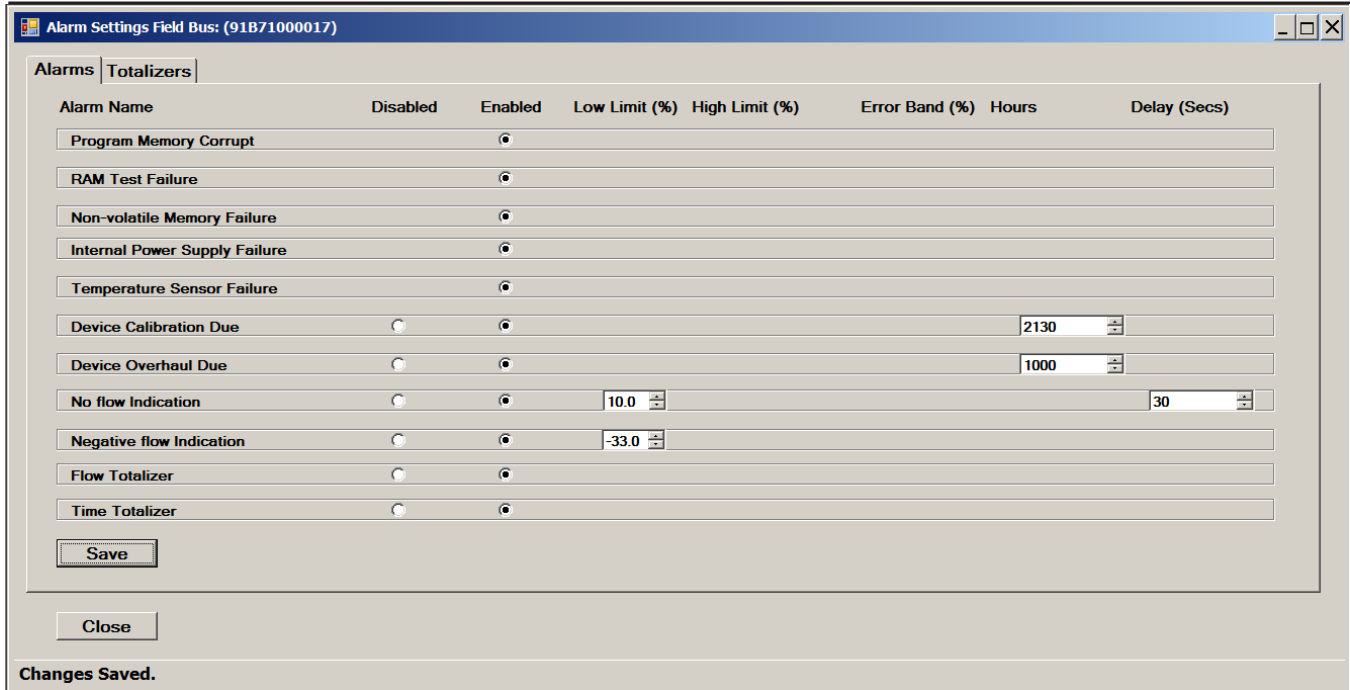 Alarm Settings Field Bus: (91B71000017)
Alarms Totalizers
Alarm Name Disabled Enabled Low Limit (%) High Limit (%) Error Band (%) Hours Delay (Secs)
Program Memory Corrupt
RAM Test Failure
Non-volatile Memory Failure
Internal Power Supply Failure
Temperature Sensor Failure
Device Calibration Due 2130
Device Overhaul Due 1000
No flow Indication 10.0 30
Negative flow Indication -33.0
Flow Totalizer
Time Totalizer
Save
Close
Changes Saved.